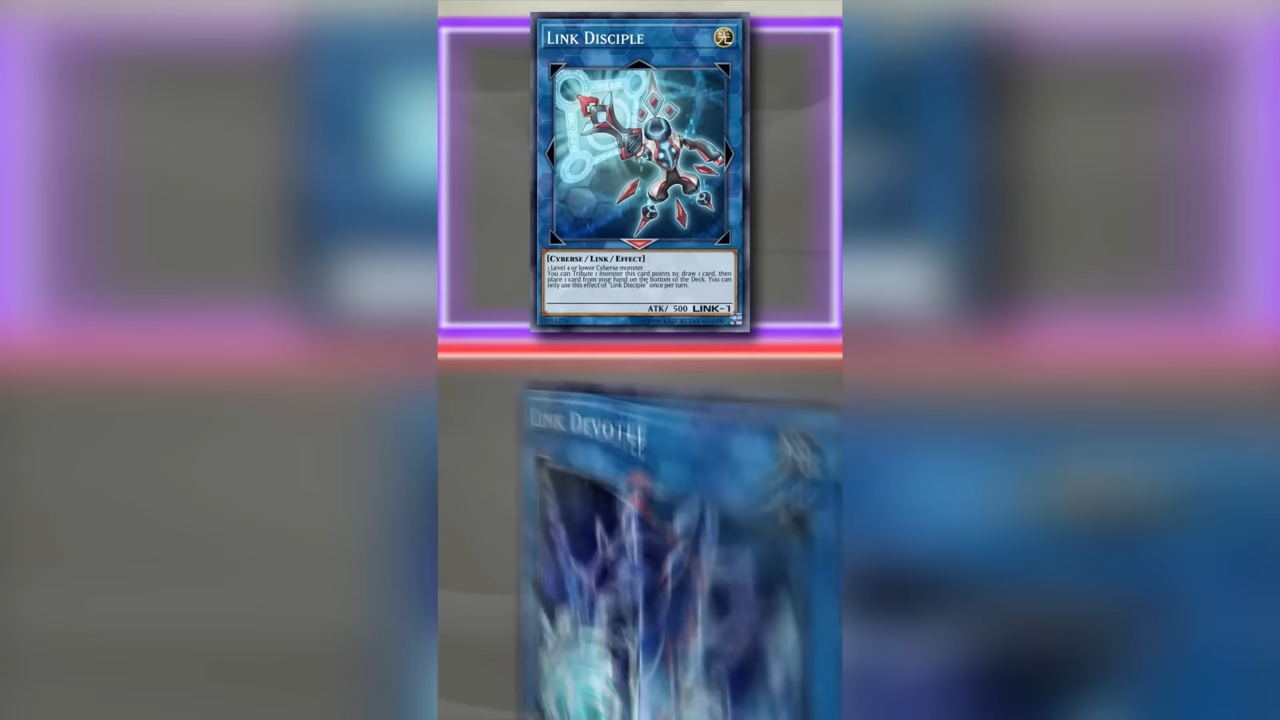 LINK DISCIPLE
光
[CYBERSE / LINK / EFFECT]
1 Level 4 or lower Cyberse monster
You can Tribute 1 monster this card points to; draw 1 card, then
place 1 card from your hand on the bottom of the Deck. You can
only use this effect of "Link Disciple" once per turn.
ATK/ 500 LINK-1
LINK DEVOTEE